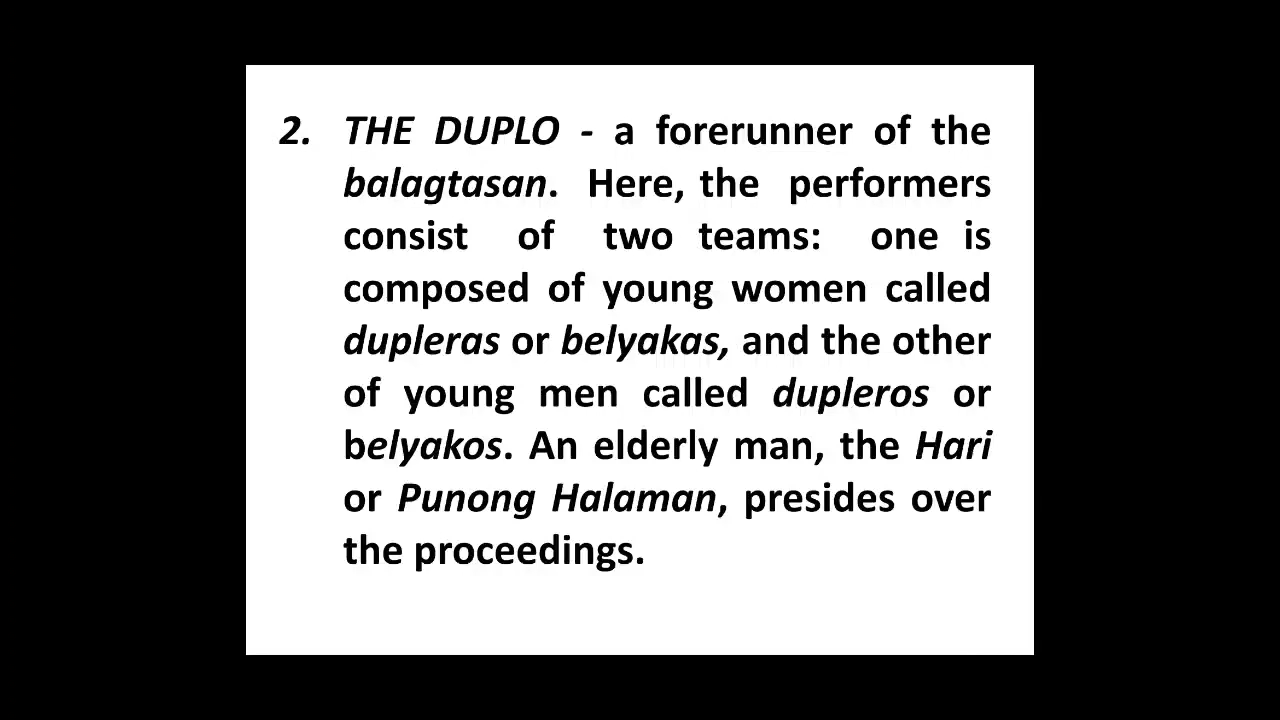 2. THE DUPLO - a forerunner of the
balagtasan. Here, the performers
consist of two teams: one is
composed of young women called
dupleras or belyakas, and the other
of young men called dupleros or
belyakos. An elderly man, the Hari
or Punong Halaman, presides over
the proceedings.